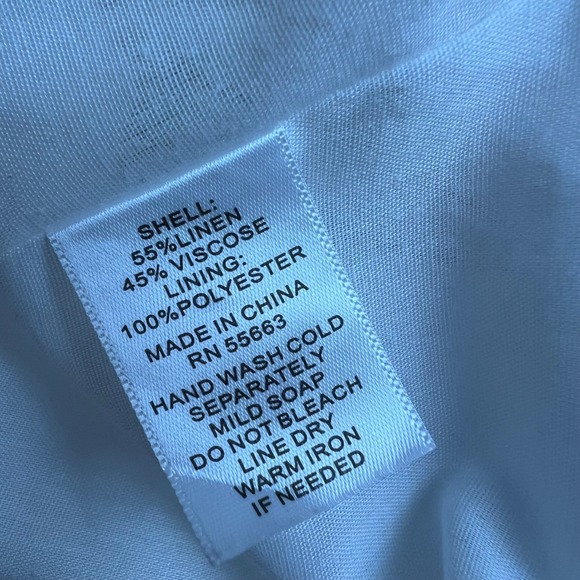 SHELL:
55%LINEN
45% VISCOSE
LINING:
100%POLYESTER
MADE IN CHINA
RN 55663
HAND WASH COLD
SEPARATELY
MILD SOAP
DO NOT BLEACH
LINE DRY
WARM IRON
IF NEEDED